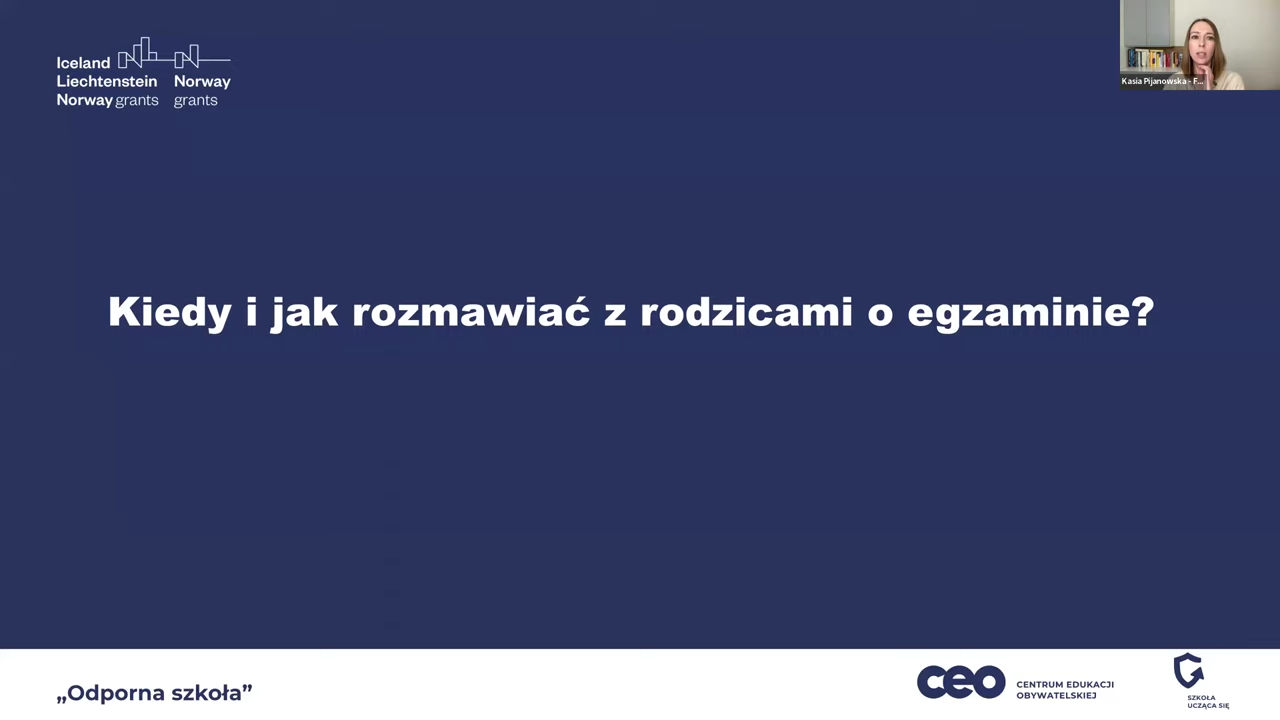 Iceland
Liechtenstein
Norway grants
Norway
grants
Kasia Pijanowska - F...
Kiedy i jak rozmawiać z rodzicami o egzaminie?
„Odporna szkoła”
ceo
CENTRUM EDUKACJI
OBYWATELSKIEJ
SZKOŁA
UCZĄCA SIĘ